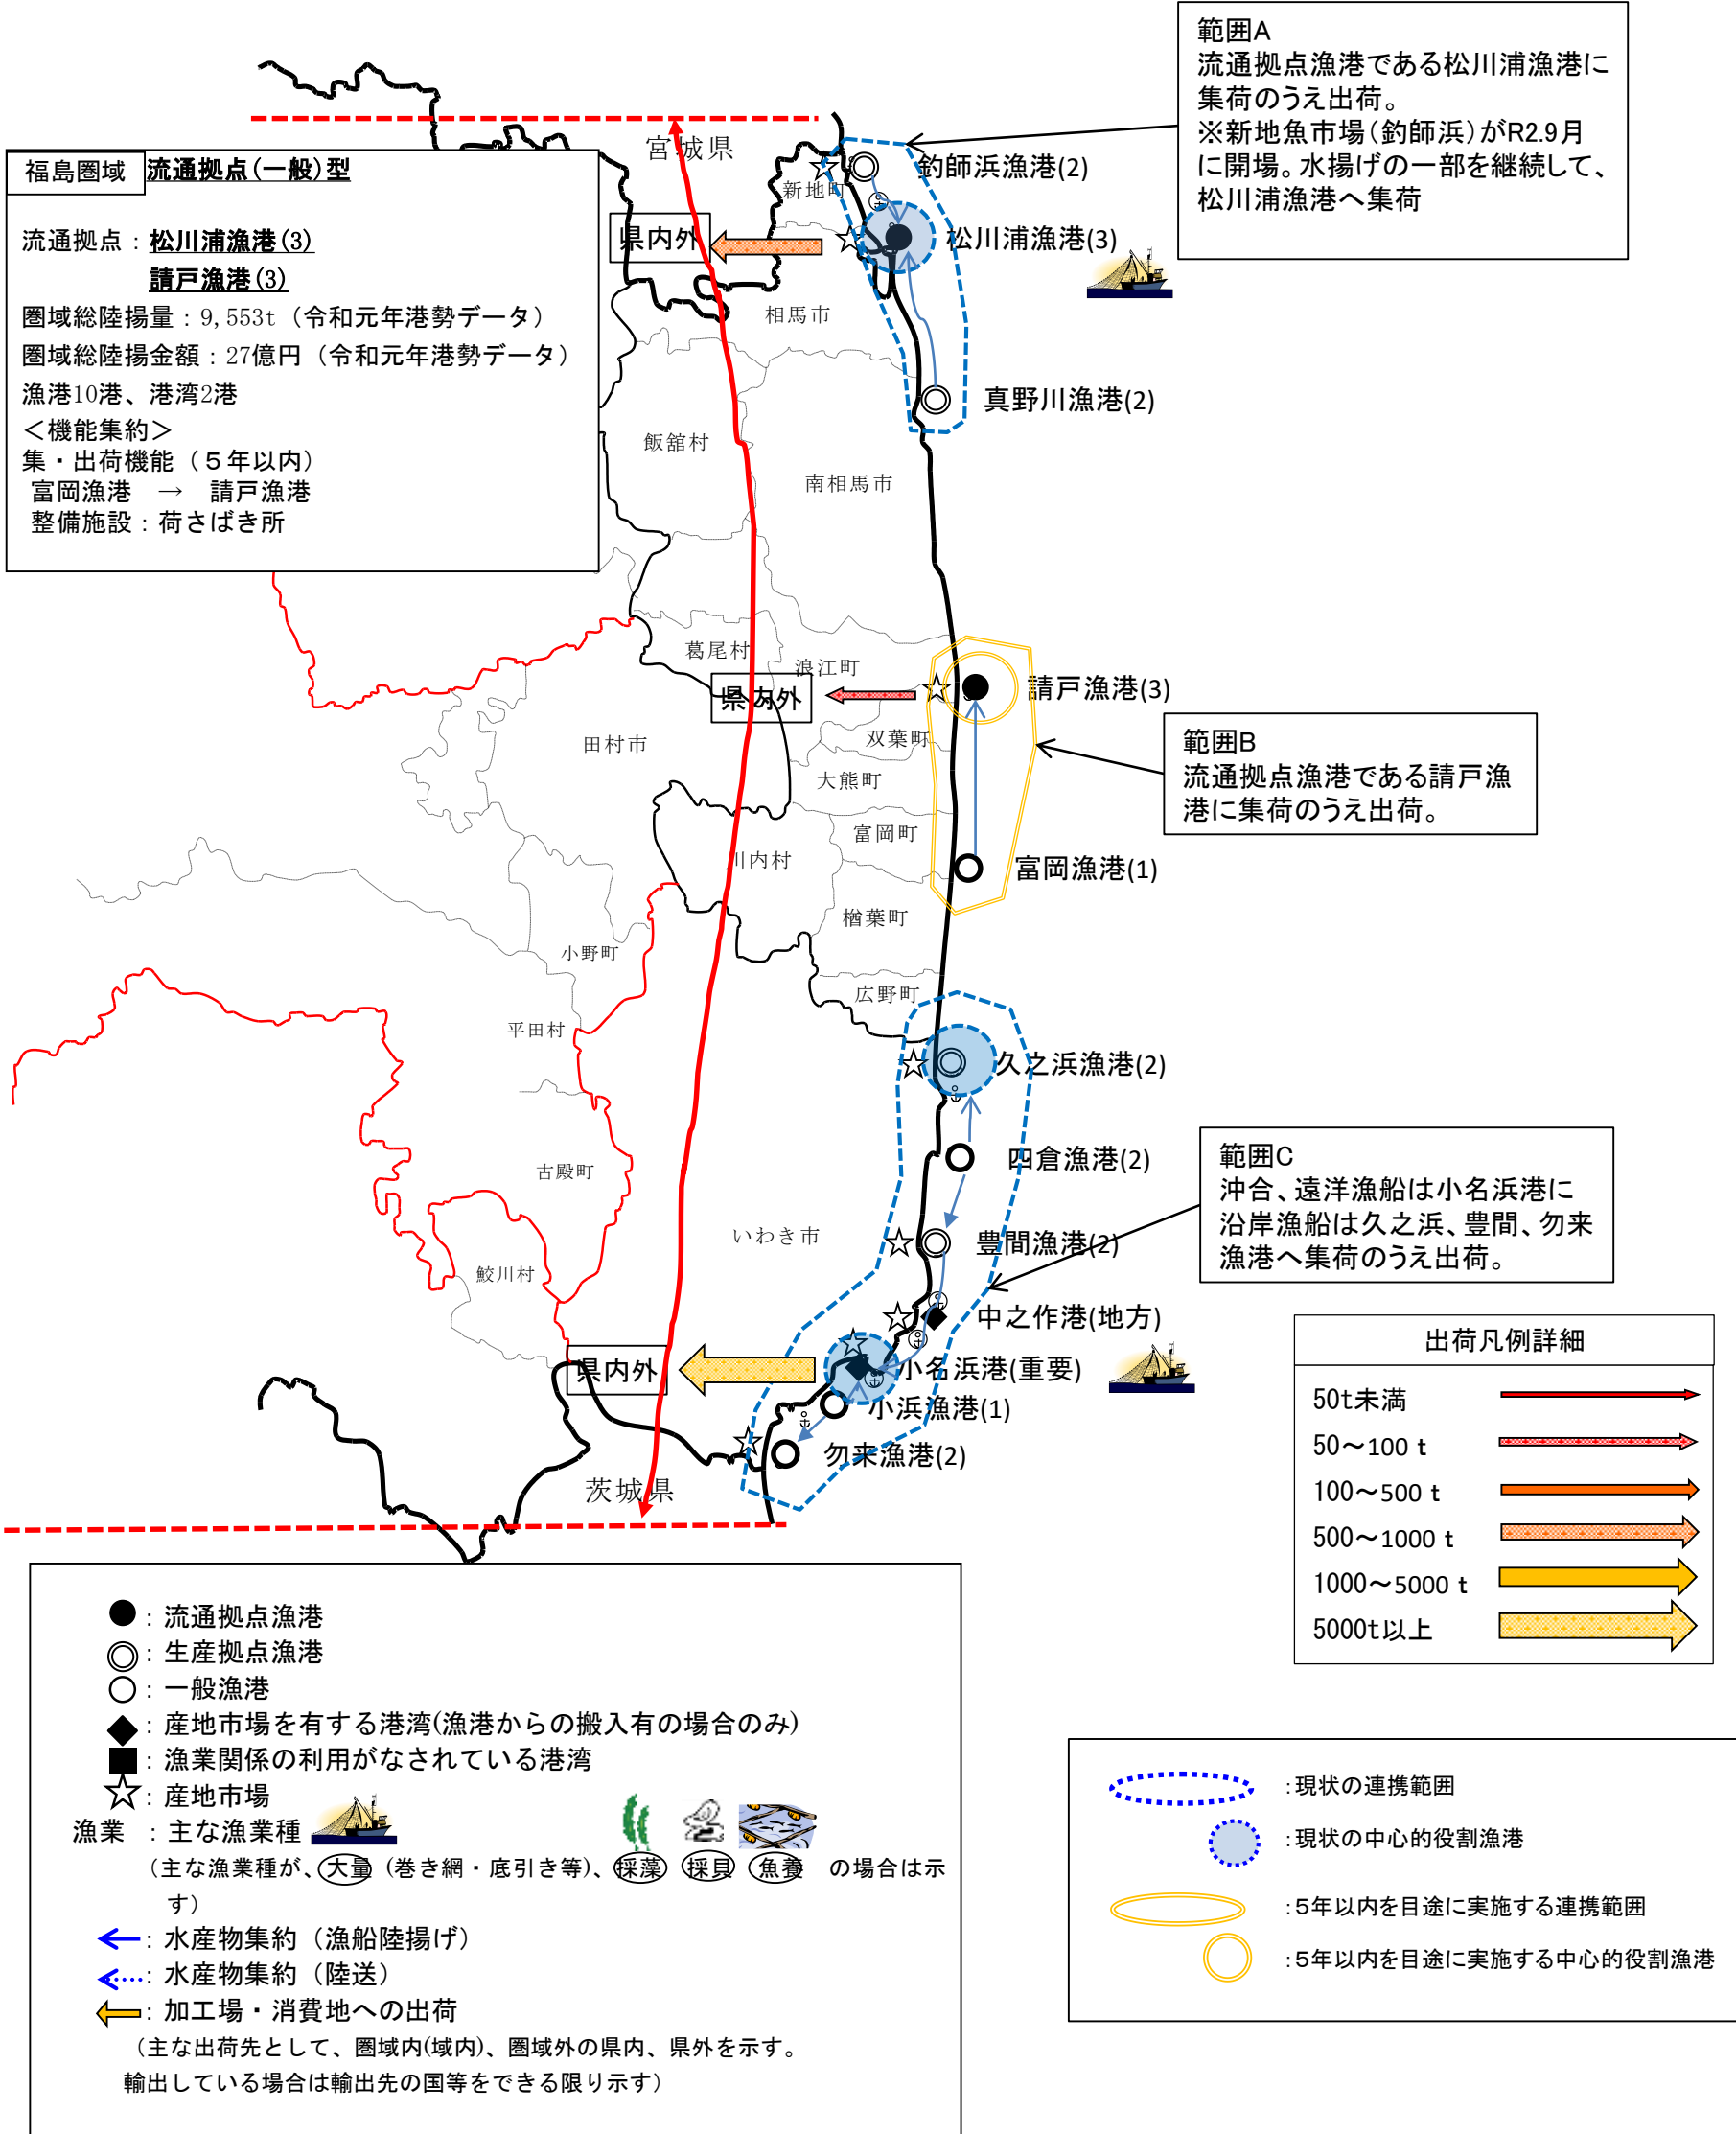 範囲A
流通拠点漁港である松川浦漁港に
集荷のうえ出荷。
※新地魚市場(釣師浜)がR2.9月
に開場。水揚げの一部を継続して、
松川浦漁港へ集荷
福島圏域 流通拠点(一般)型
流通拠点：松川浦漁港(3)
請戸漁港(3)
圏域総陸揚量：9,553t（令和元年港勢データ）
圏域総陸揚金額：27億円（令和元年港勢データ）
漁港10港、港湾2港
＜機能集約＞
集・出荷機能（５年以内）
富岡漁港　→　請戸漁港
整備施設：荷さばき所
宮城県
新地町
釣師浜漁港(2)
県内外
松川浦漁港(3)
相馬市
真野川漁港(2)
飯舘村
南相馬市
葛尾村
浪江町
県内外
請戸漁港(3)
双葉町
田村市
大熊町
範囲B
流通拠点漁港である請戸漁
港に集荷のうえ出荷。
富岡町
川内村
富岡漁港(1)
楢葉町
小野町
広野町
平田村
久之浜漁港(2)
四倉漁港(2)
古殿町
範囲C
沖合、遠洋漁船は小名浜港に
沿岸漁船は久之浜、豊間、勿来
漁港へ集荷のうえ出荷。
いわき市
豊間漁港(2)
鮫川村
中之作港(地方)
県内外
小名浜港(重要)
小浜漁港(1)
勿来漁港(2)
茨城県
出荷凡例詳細
50t未満
50～100 t
100～500 t
500～1000 t
1000～5000 t
5000t以上
：流通拠点漁港
：生産拠点漁港
：一般漁港
：産地市場を有する港湾(漁港からの搬入有の場合のみ)
：漁業関係の利用がなされている港湾
：産地市場
漁業 ：主な漁業種
（主な漁業種が、大量（巻き網・底引き等)、採藻 採貝 魚養 の場合は示
す）
：水産物集約（漁船陸揚げ）
：水産物集約（陸送）
：加工場・消費地への出荷
（主な出荷先として、圏域内(域内)、圏域外の県内、県外を示す。
輸出している場合は輸出先の国等をできる限り示す）
:現状の連携範囲
:現状の中心的役割漁港
:５年以内を目途に実施する連携範囲
:５年以内を目途に実施する中心的役割漁港